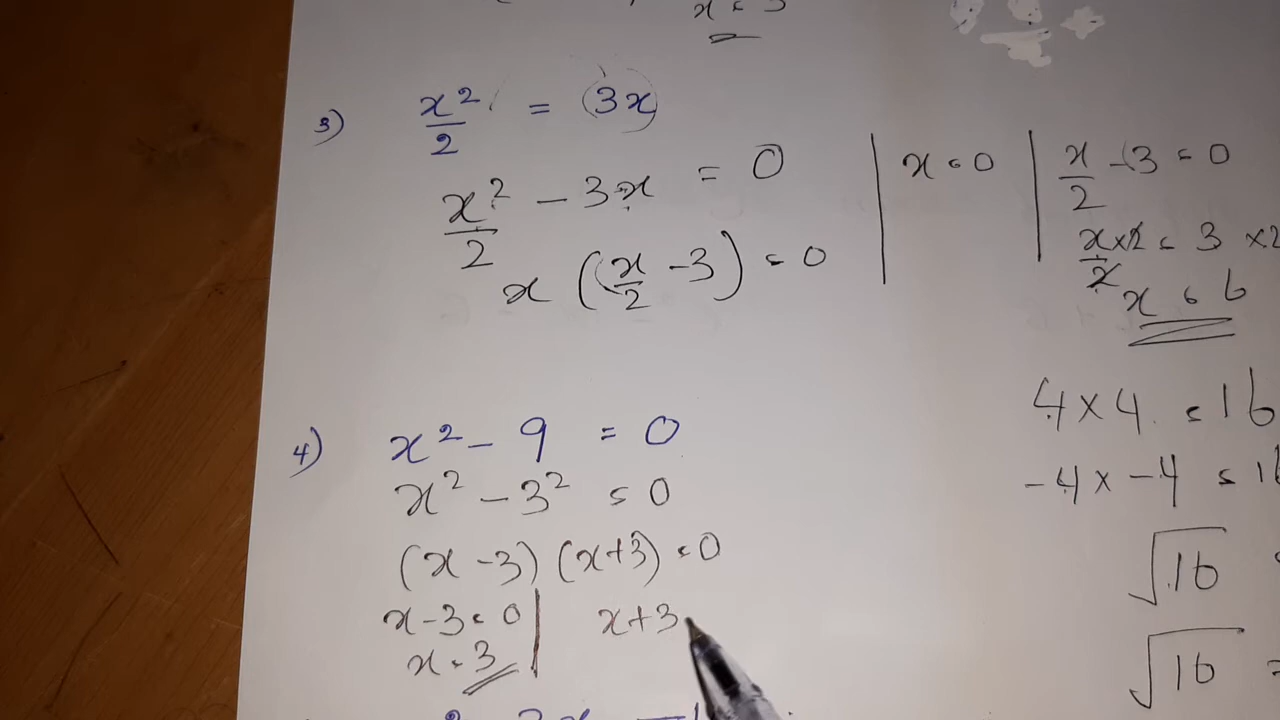 x = 3
3) x²/2 = (3x)
x²/2 - 3x = 0
x (x/2 - 3) = 0
x = 0
x/2 - 3 = 0
x×2/2 = 3 ×2
x = 6
4) x² - 9 = 0
x² - 3² = 0
(x - 3) (x+3) = 0
x - 3 = 0
x = 3
x+3
4 × 4 = 16
-4 × -4 = 16
√16 =
√16 =